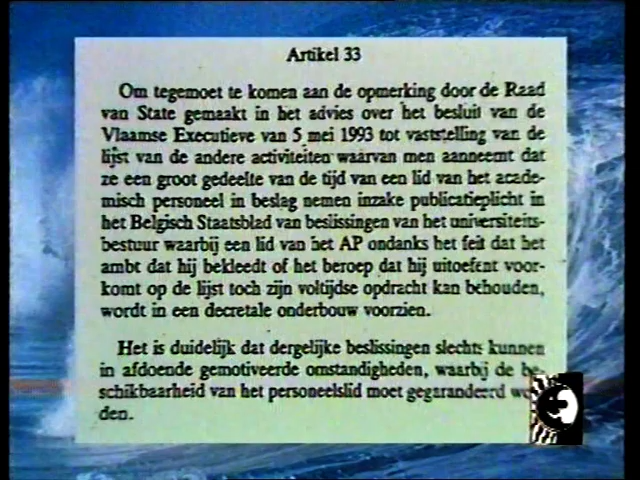 Artikel 33
Om tegemoet te komen aan de opmerking door de Raad
van State gemaakt in het advies over het besluit van de
Vlaamse Executieve van 5 mei 1993 tot vaststelling van de
lijst van de andere activiteiten waarvan men aanneemt dat
ze een groot gedeelte van de tijd van een lid van het acade-
misch personeel in beslag nemen inzake publicatieplicht in
het Belgisch Staatsblad van beslissingen van het universiteits-
bestuur waarbij een lid van het AP ondanks het feit dat het
ambt dat hij bekleedt of het beroep dat hij uitoefent voor-
komt op de lijst toch zijn voltijdse opdracht kan behouden,
wordt in een decretale onderbouw voorzien.
Het is duidelijk dat dergelijke beslissingen slechts kunnen
in afdoende gemotiveerde omstandigheden, waarbij de be-
schikbaarheid van het personeelslid moet gegarandeerd
den.